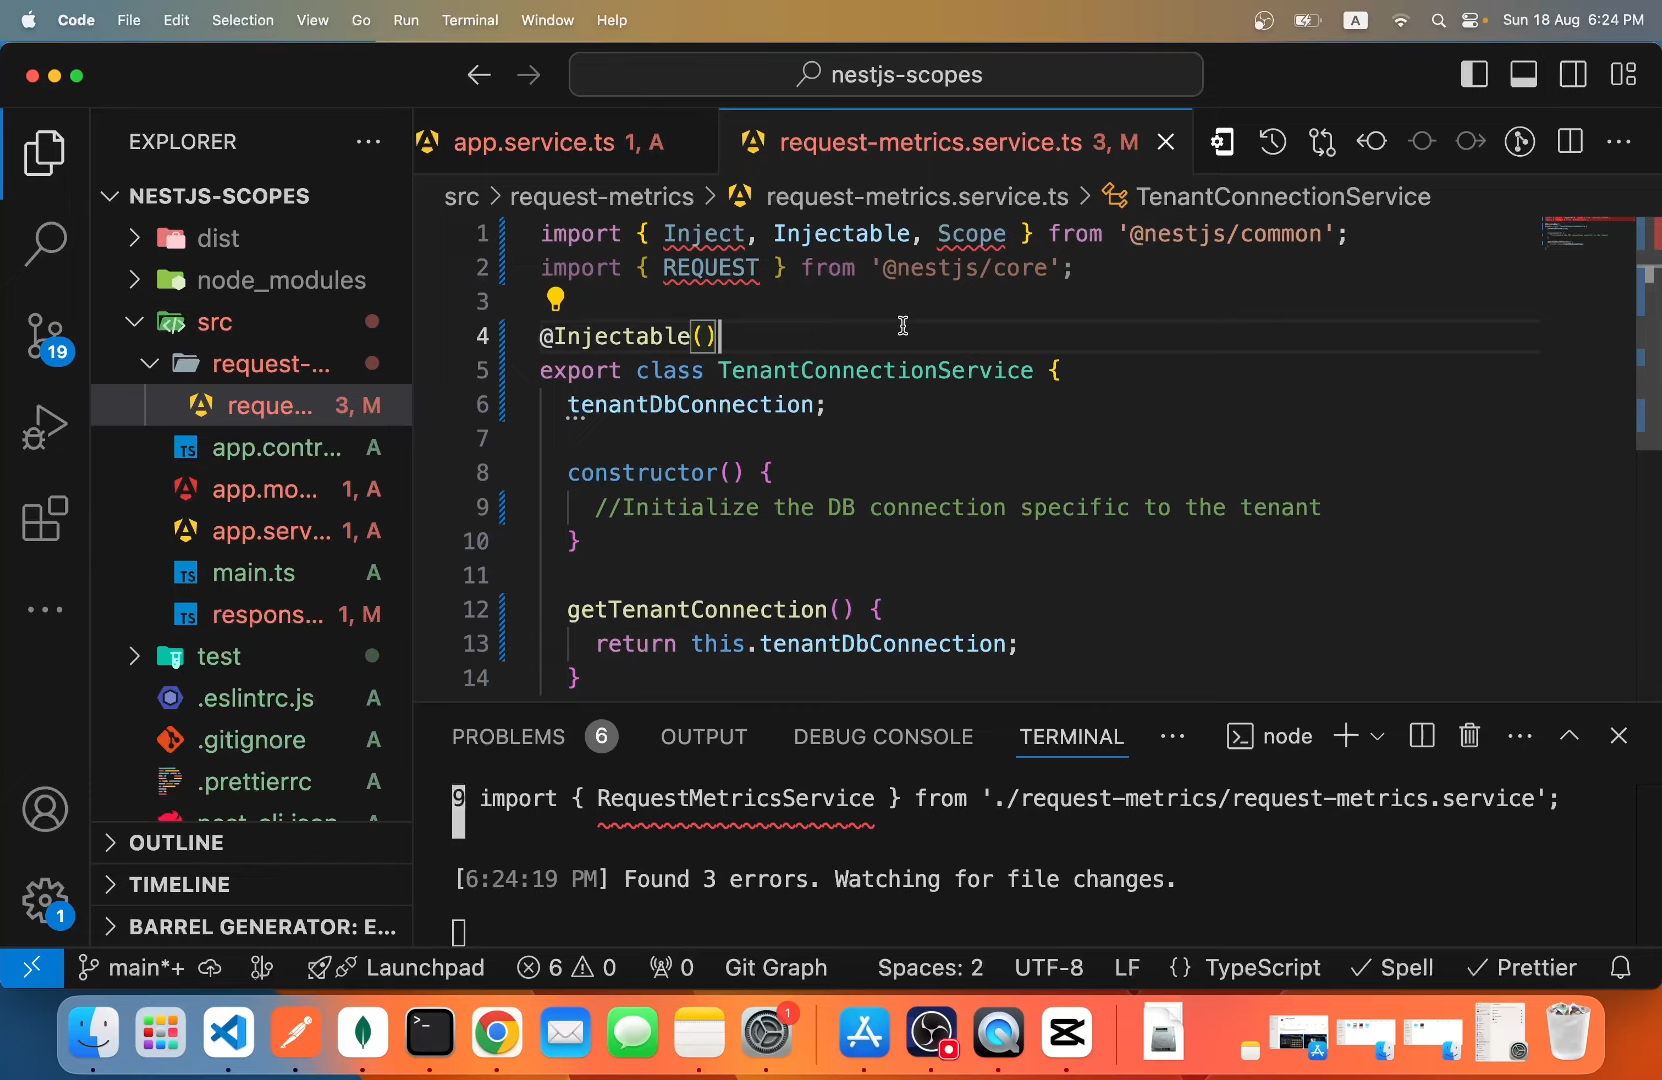 Code File Edit Selection View Go Run Terminal Window Help
A
Sun 18 Aug 6:24 PM
nestjs-scopes
EXPLORER
NESTJS-SCOPES
dist
node_modules
src
request-...
reque... 3, M
app.contr... A
app.mo... 1, A
app.serv... 1, A
main.ts A
respons... 1, M
test
.eslintrc.js A
.gitignore A
.prettierrc A
OUTLINE
TIMELINE
BARREL GENERATOR: E...
19
1
app.service.ts 1, A
request-metrics.service.ts 3, M
src > request-metrics > request-metrics.service.ts > TenantConnectionService
1 import { Inject, Injectable, Scope } from '@nestjs/common';
2 import { REQUEST } from '@nestjs/core';
3
4 @Injectable()
5 export class TenantConnectionService {
6 tenantDbConnection;
7
8 constructor() {
9 //Initialize the DB connection specific to the tenant
10 }
11
12 getTenantConnection() {
13 return this.tenantDbConnection;
14 }
PROBLEMS 6 OUTPUT DEBUG CONSOLE TERMINAL ... node
9 import { RequestMetricsService } from './request-metrics/request-metrics.service';
[6:24:19 PM] Found 3 errors. Watching for file changes.
main*+ Launchpad 6 0 0 Git Graph Spaces: 2 UTF-8 LF {} TypeScript Spell Prettier
1